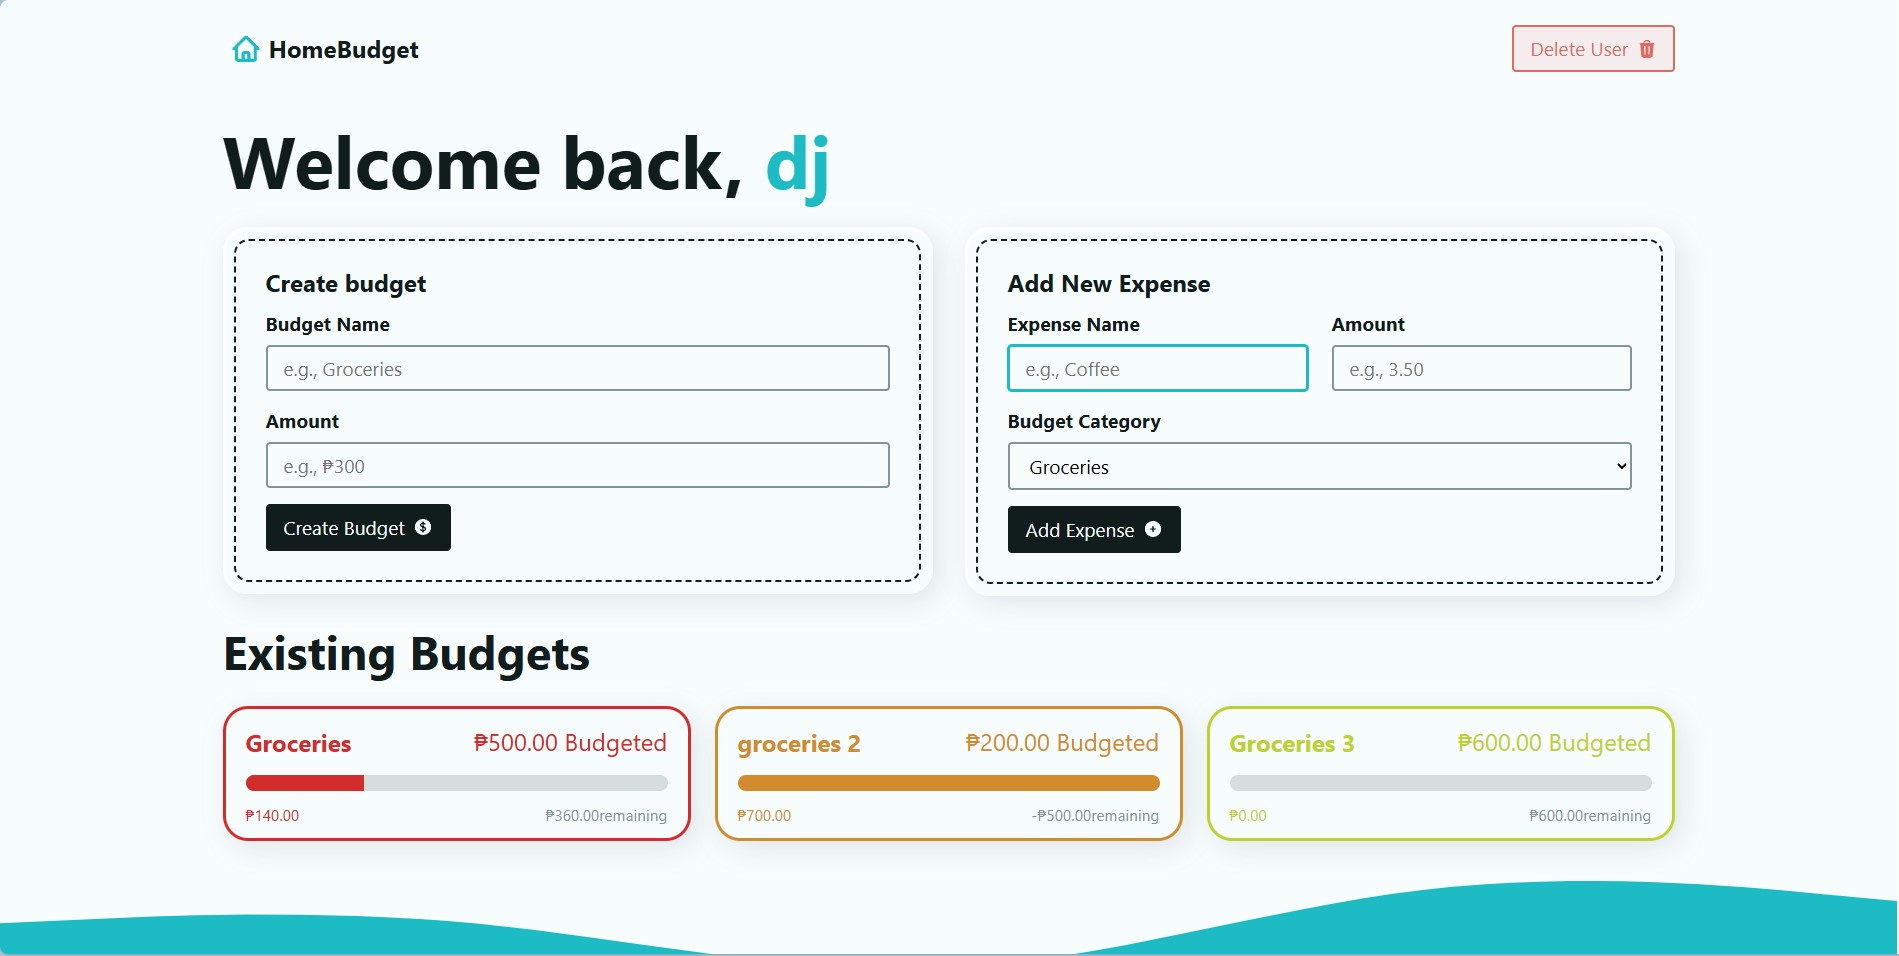 HomeBudget
Delete User
Welcome back, dj
Create budget
Budget Name
e.g., Groceries
Amount
e.g., ₱300
Create Budget
Add New Expense
Expense Name
Amount
e.g., Coffee
e.g., 3.50
Budget Category
Groceries
Add Expense
Existing Budgets
Groceries
₱500.00 Budgeted
₱140.00
₱360.00remaining
groceries 2
₱200.00 Budgeted
₱700.00
-₱500.00remaining
Groceries 3
₱600.00 Budgeted
₱0.00
₱600.00remaining